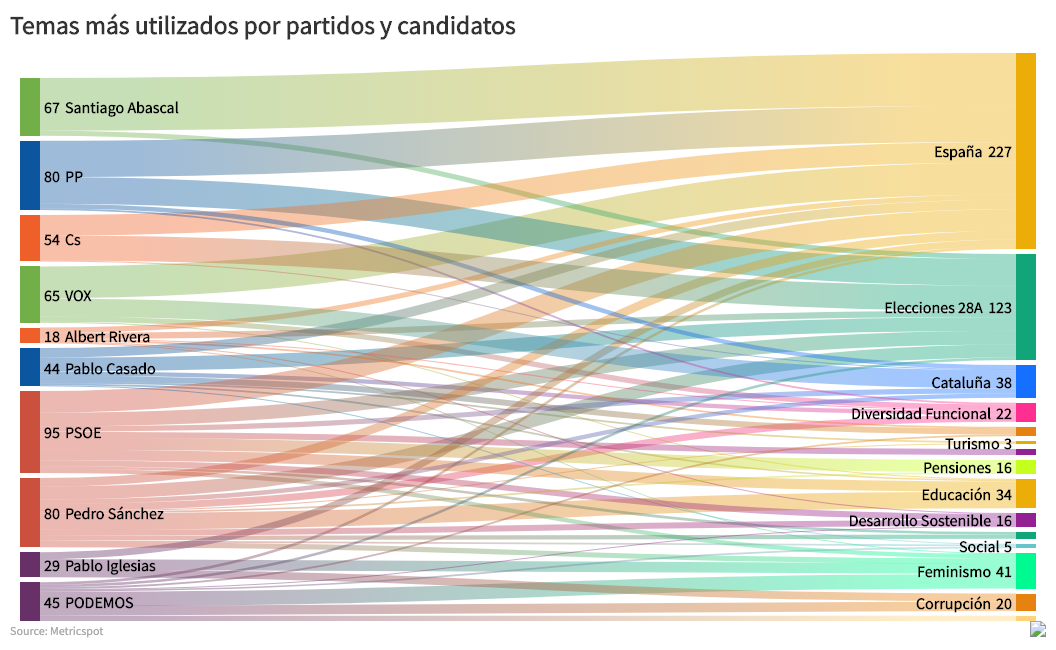 Temas más utilizados por partidos y candidatos
67 Santiago Abascal
80 PP
54 Cs
65 VOX
18 Albert Rivera
44 Pablo Casado
95 PSOE
80 Pedro Sánchez
29 Pablo Iglesias
45 PODEMOS
España 227
Elecciones 28A 123
Cataluña 38
Diversidad Funcional 22
Turismo 3
Pensiones 16
Educación 34
Desarrollo Sostenible 16
Social 5
Feminismo 41
Corrupción 20
Source: Metricspot